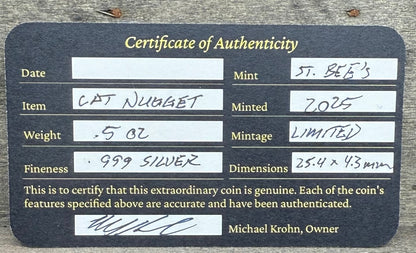 Certificate of Authenticity
Date Mint ST. BEE'S
Item CAT NUGGET Minted 2025
Weight .5 OZ Mintage LIMITED
Fineness .999 SILVER Dimensions 25.4 x 4.3 mm
This is to certify that this extraordinary coin is genuine. Each of the coin's
features specified above are accurate and have been authenticated.
Michael Krohn, Owner